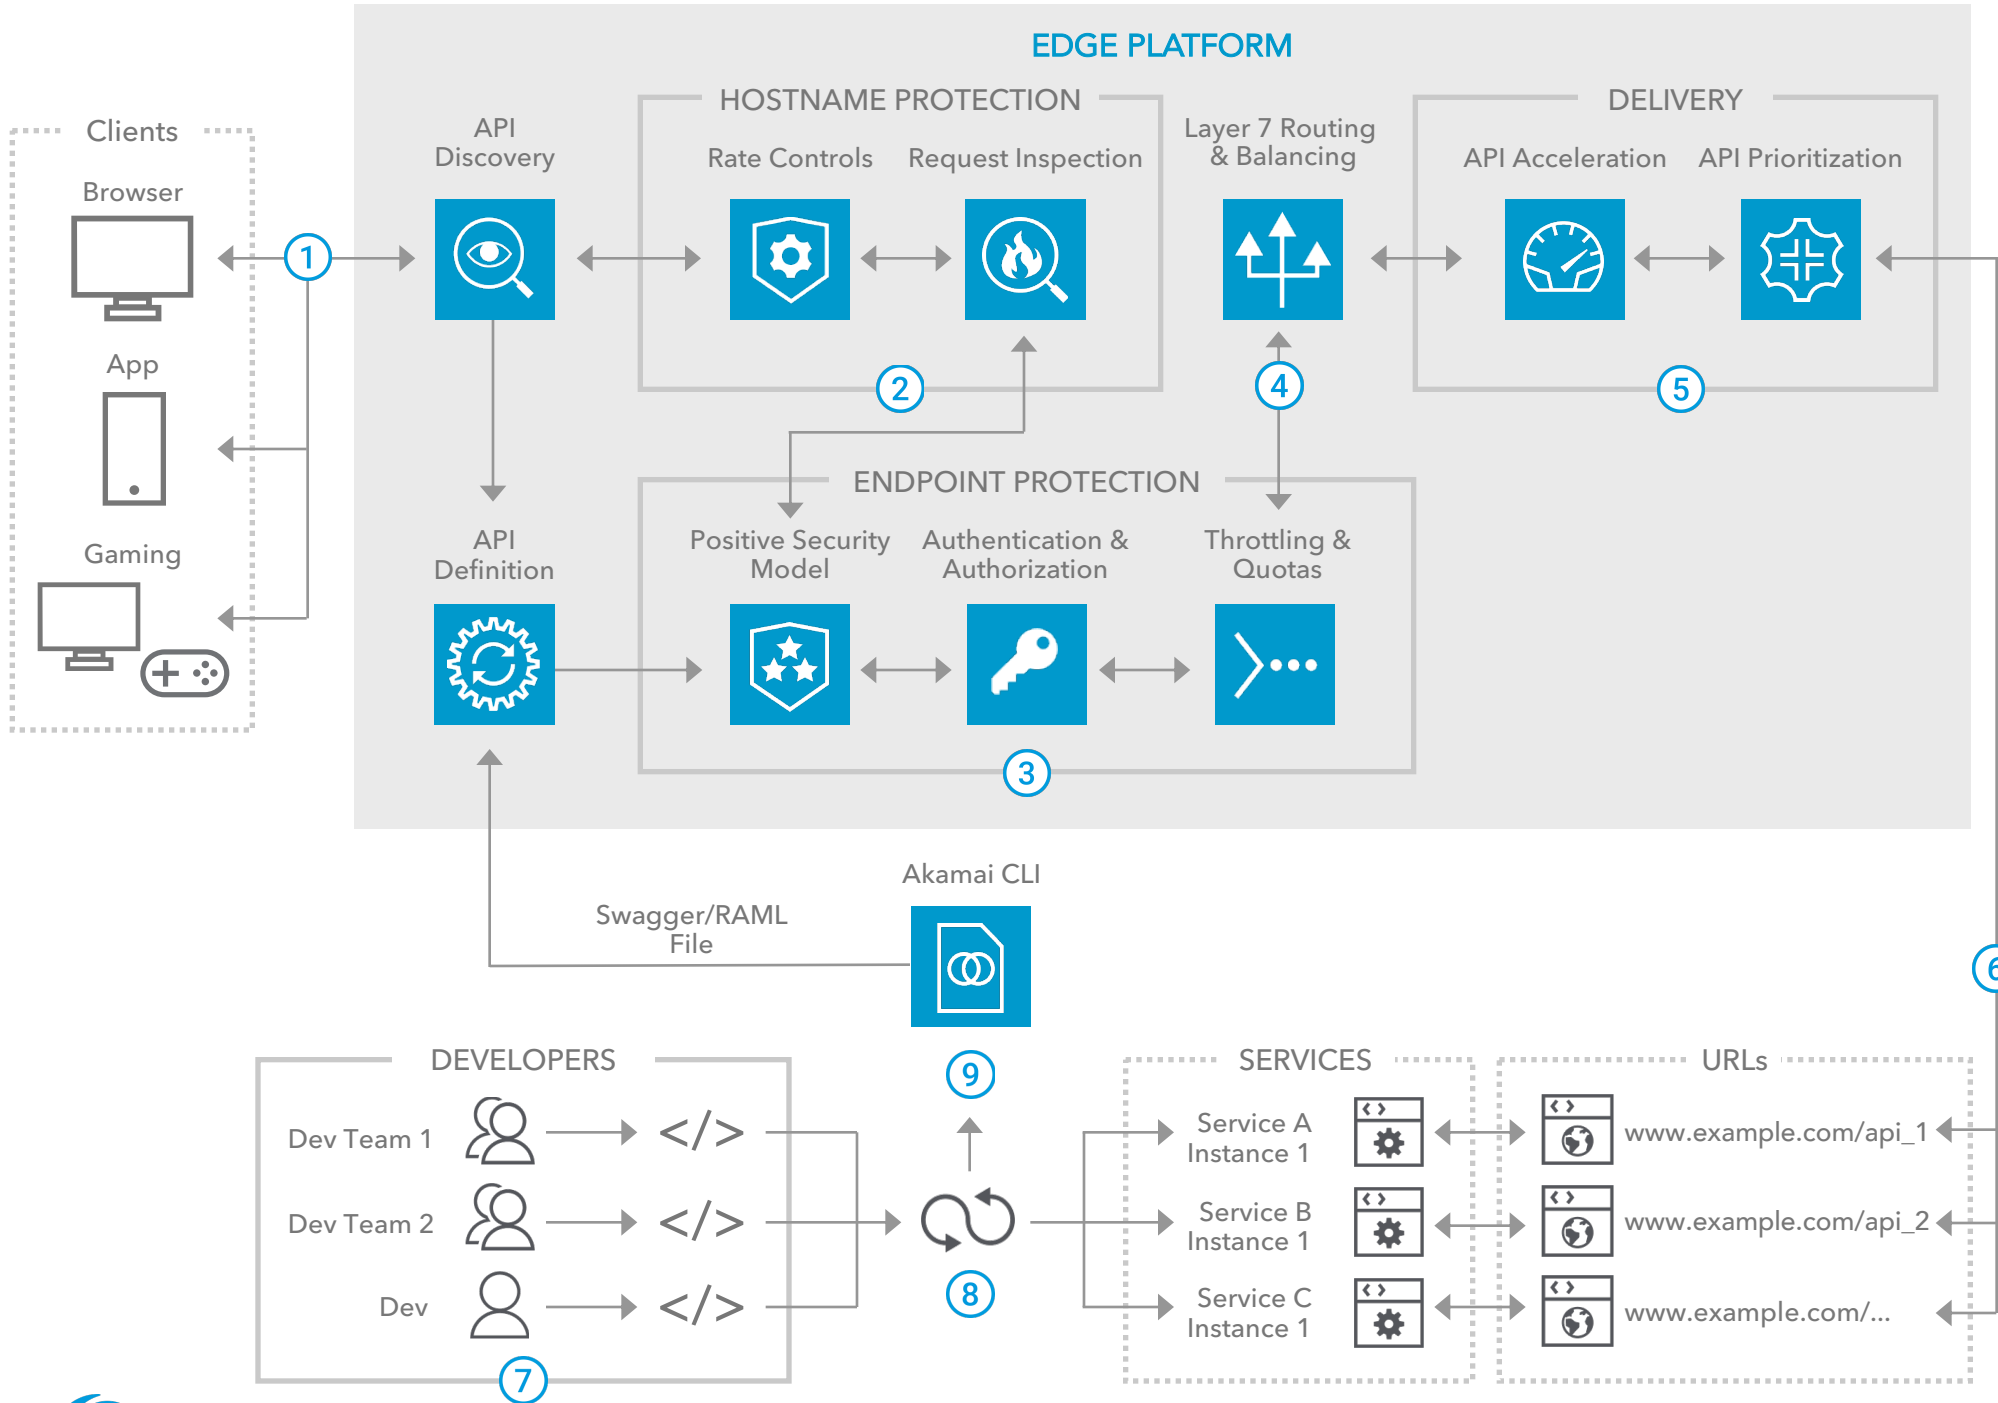 EDGE PLATFORM
Clients
Browser
App
Gaming
1
API
Discovery
HOSTNAME PROTECTION
Rate Controls
Request Inspection
2
Layer 7 Routing
& Balancing
4
DELIVERY
API Acceleration
API Prioritization
5
API
Definition
ENDPOINT PROTECTION
Positive Security
Model
Authentication &
Authorization
Throttling &
Quotas
3
Akamai CLI
Swagger/RAML
File
6
9
DEVELOPERS
Dev Team 1
</>
Dev Team 2
</>
Dev
</>
7
8
SERVICES
Service A
Instance 1
Service B
Instance 1
Service C
Instance 1
URLs
www.example.com/api_1
www.example.com/api_2
www.example.com/...